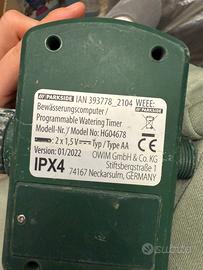 PARKSIDE IAN 393778_2104 WEEE-
Bewässerungscomputer /
Programmable Watering Timer
Modell-Nr. / Model No: HG04678
: 2 x 1,5 V Typ / Type AA
Version: 01/2022 OWIM GmbH & Co. KG
IPX4 Stiftsbergstraße 1
74167 Neckarsulm, GERMANY
subito